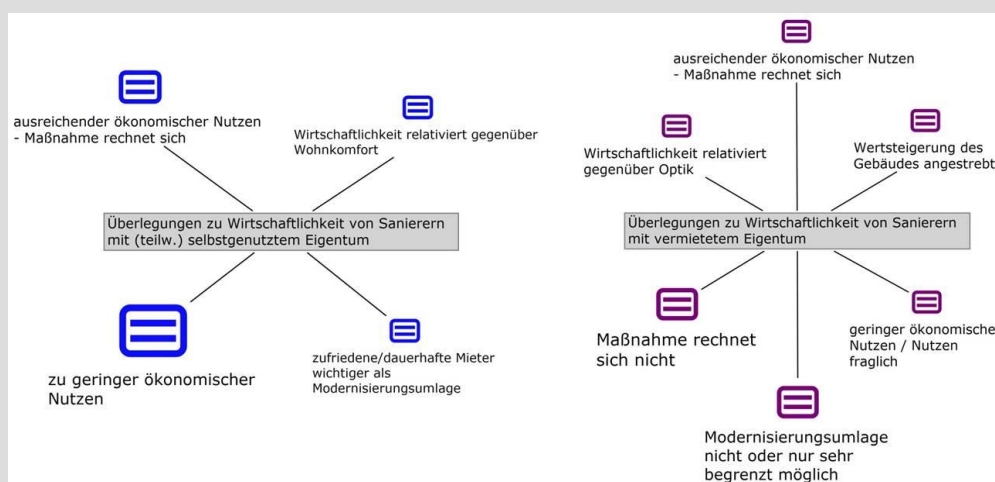 ausreichender ökonomischer Nutzen
- Maßnahme rechnet sich
Wirtschaftlichkeit relativiert gegenüber
Wohnkomfort
Überlegungen zu Wirtschaftlichkeit von Sanierern
mit (teilw.) selbstgenutztem Eigentum
zu geringer ökonomischer
Nutzen
zufriedene/dauerhafte Mieter
wichtiger als
Modernisierungsumlage
ausreichender ökonomischer Nutzen
- Maßnahme rechnet sich
Wirtschaftlichkeit relativiert
gegenüber Optik
Wertsteigerung des
Gebäudes angestrebt
Überlegungen zu Wirtschaftlichkeit von Sanierern
mit vermietetem Eigentum
Maßnahme rechnet
sich nicht
geringer ökonomische
Nutzen / Nutzen
fraglich
Modernisierungsumlage
nicht oder nur sehr
begrenzt möglich